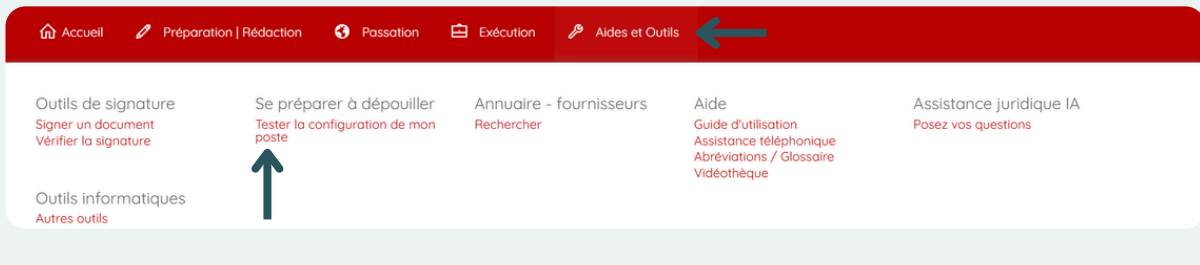 Accueil
Préparation | Rédaction
Passation
Exécution
Aides et Outils
Outils de signature
Signer un document
Vérifier la signature
Se préparer à dépouiller
Tester la configuration de mon
poste
Annuaire - fournisseurs
Rechercher
Aide
Guide d'utilisation
Assistance téléphonique
Abréviations / Glossaire
Vidéothèque
Assistance juridique IA
Posez vos questions
Outils informatiques
Autres outils